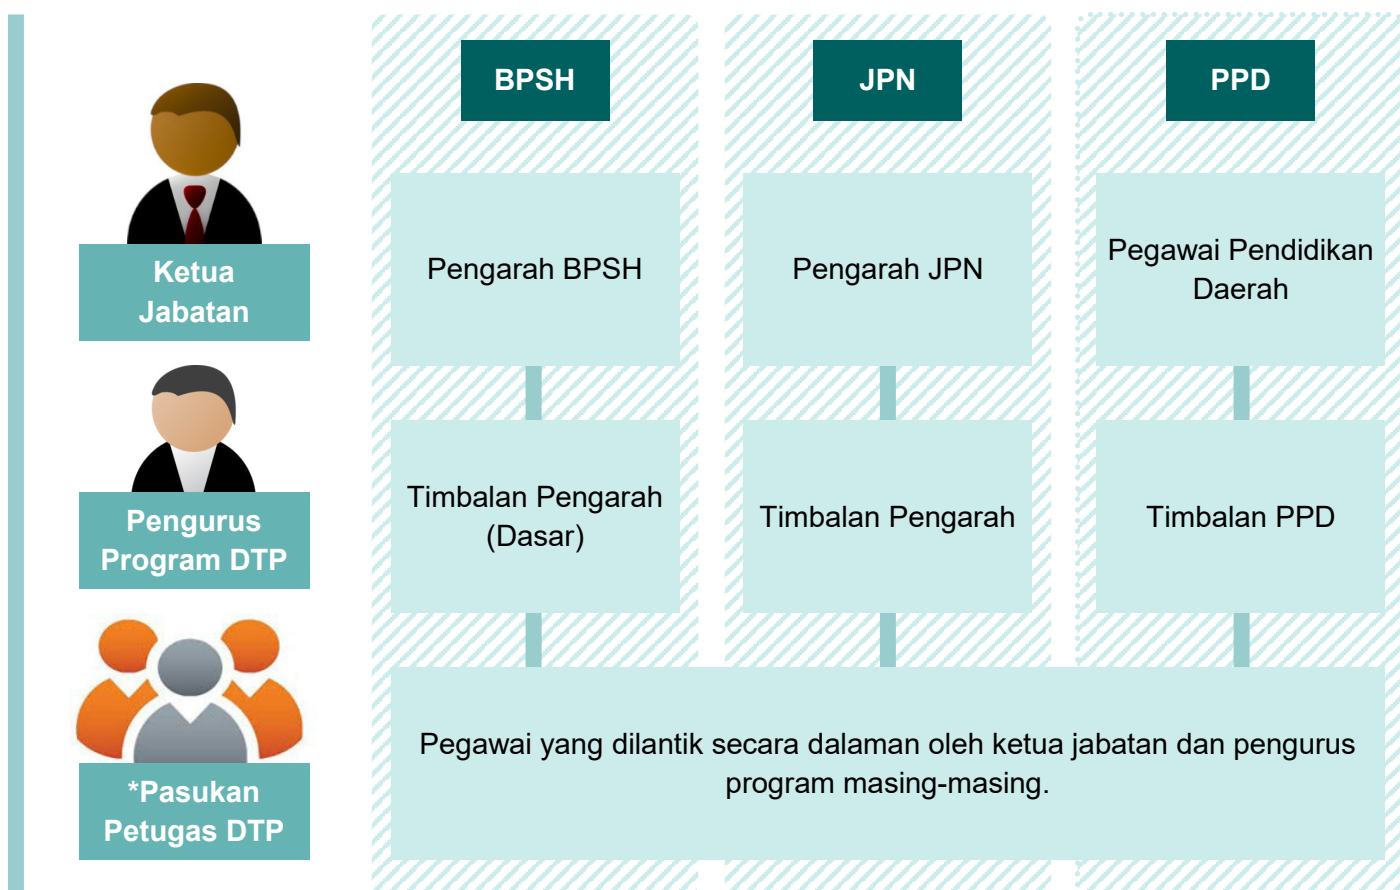 BPSH
JPN
PPD
Ketua
Jabatan
Pengarah BPSH
Pengarah JPN
Pegawai Pendidikan
Daerah
Pengurus
Program DTP
Timbalan Pengarah
(Dasar)
Timbalan Pengarah
Timbalan PPD
*Pasukan
Petugas DTP
Pegawai yang dilantik secara dalaman oleh ketua jabatan dan pengurus
program masing-masing.